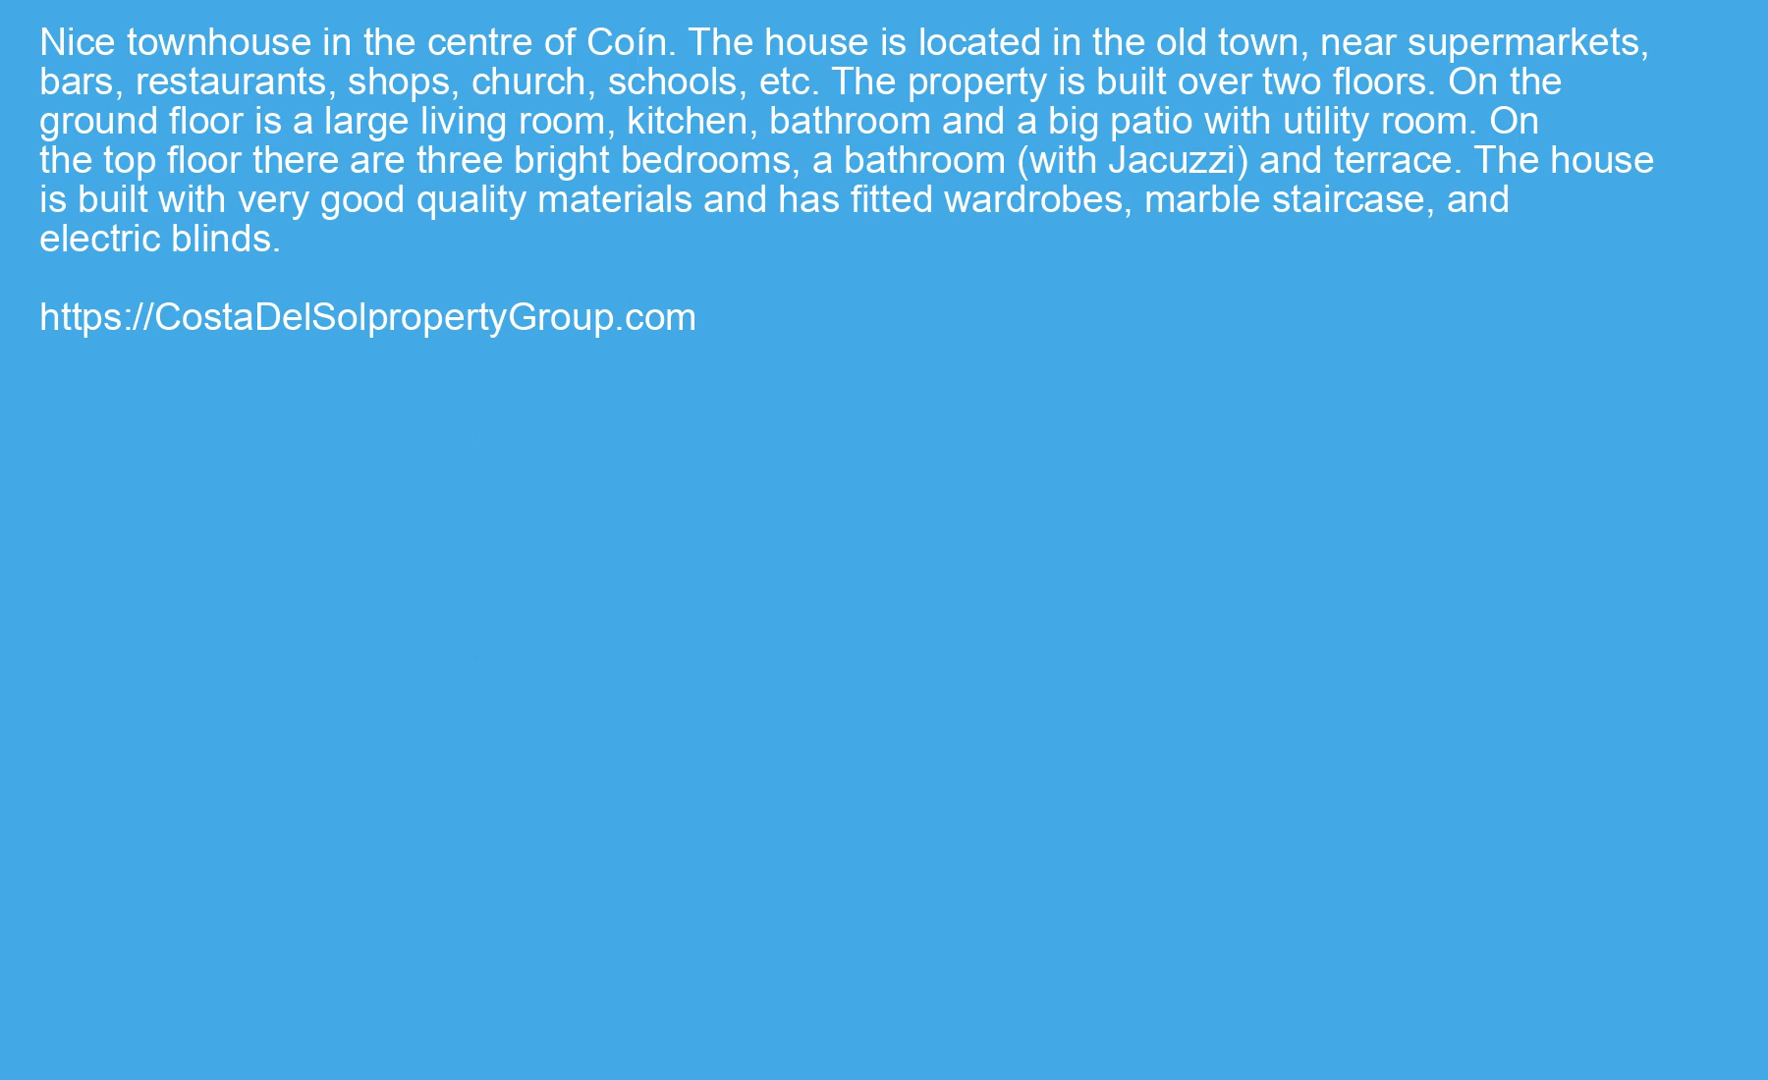 Nice townhouse in the centre of Coín. The house is located in the old town, near supermarkets,
bars, restaurants, shops, church, schools, etc. The property is built over two floors. On the
ground floor is a large living room, kitchen, bathroom and a big patio with utility room. On
the top floor there are three bright bedrooms, a bathroom (with Jacuzzi) and terrace. The house
is built with very good quality materials and has fitted wardrobes, marble staircase, and
electric blinds.
https://CostaDelSolpropertyGroup.com